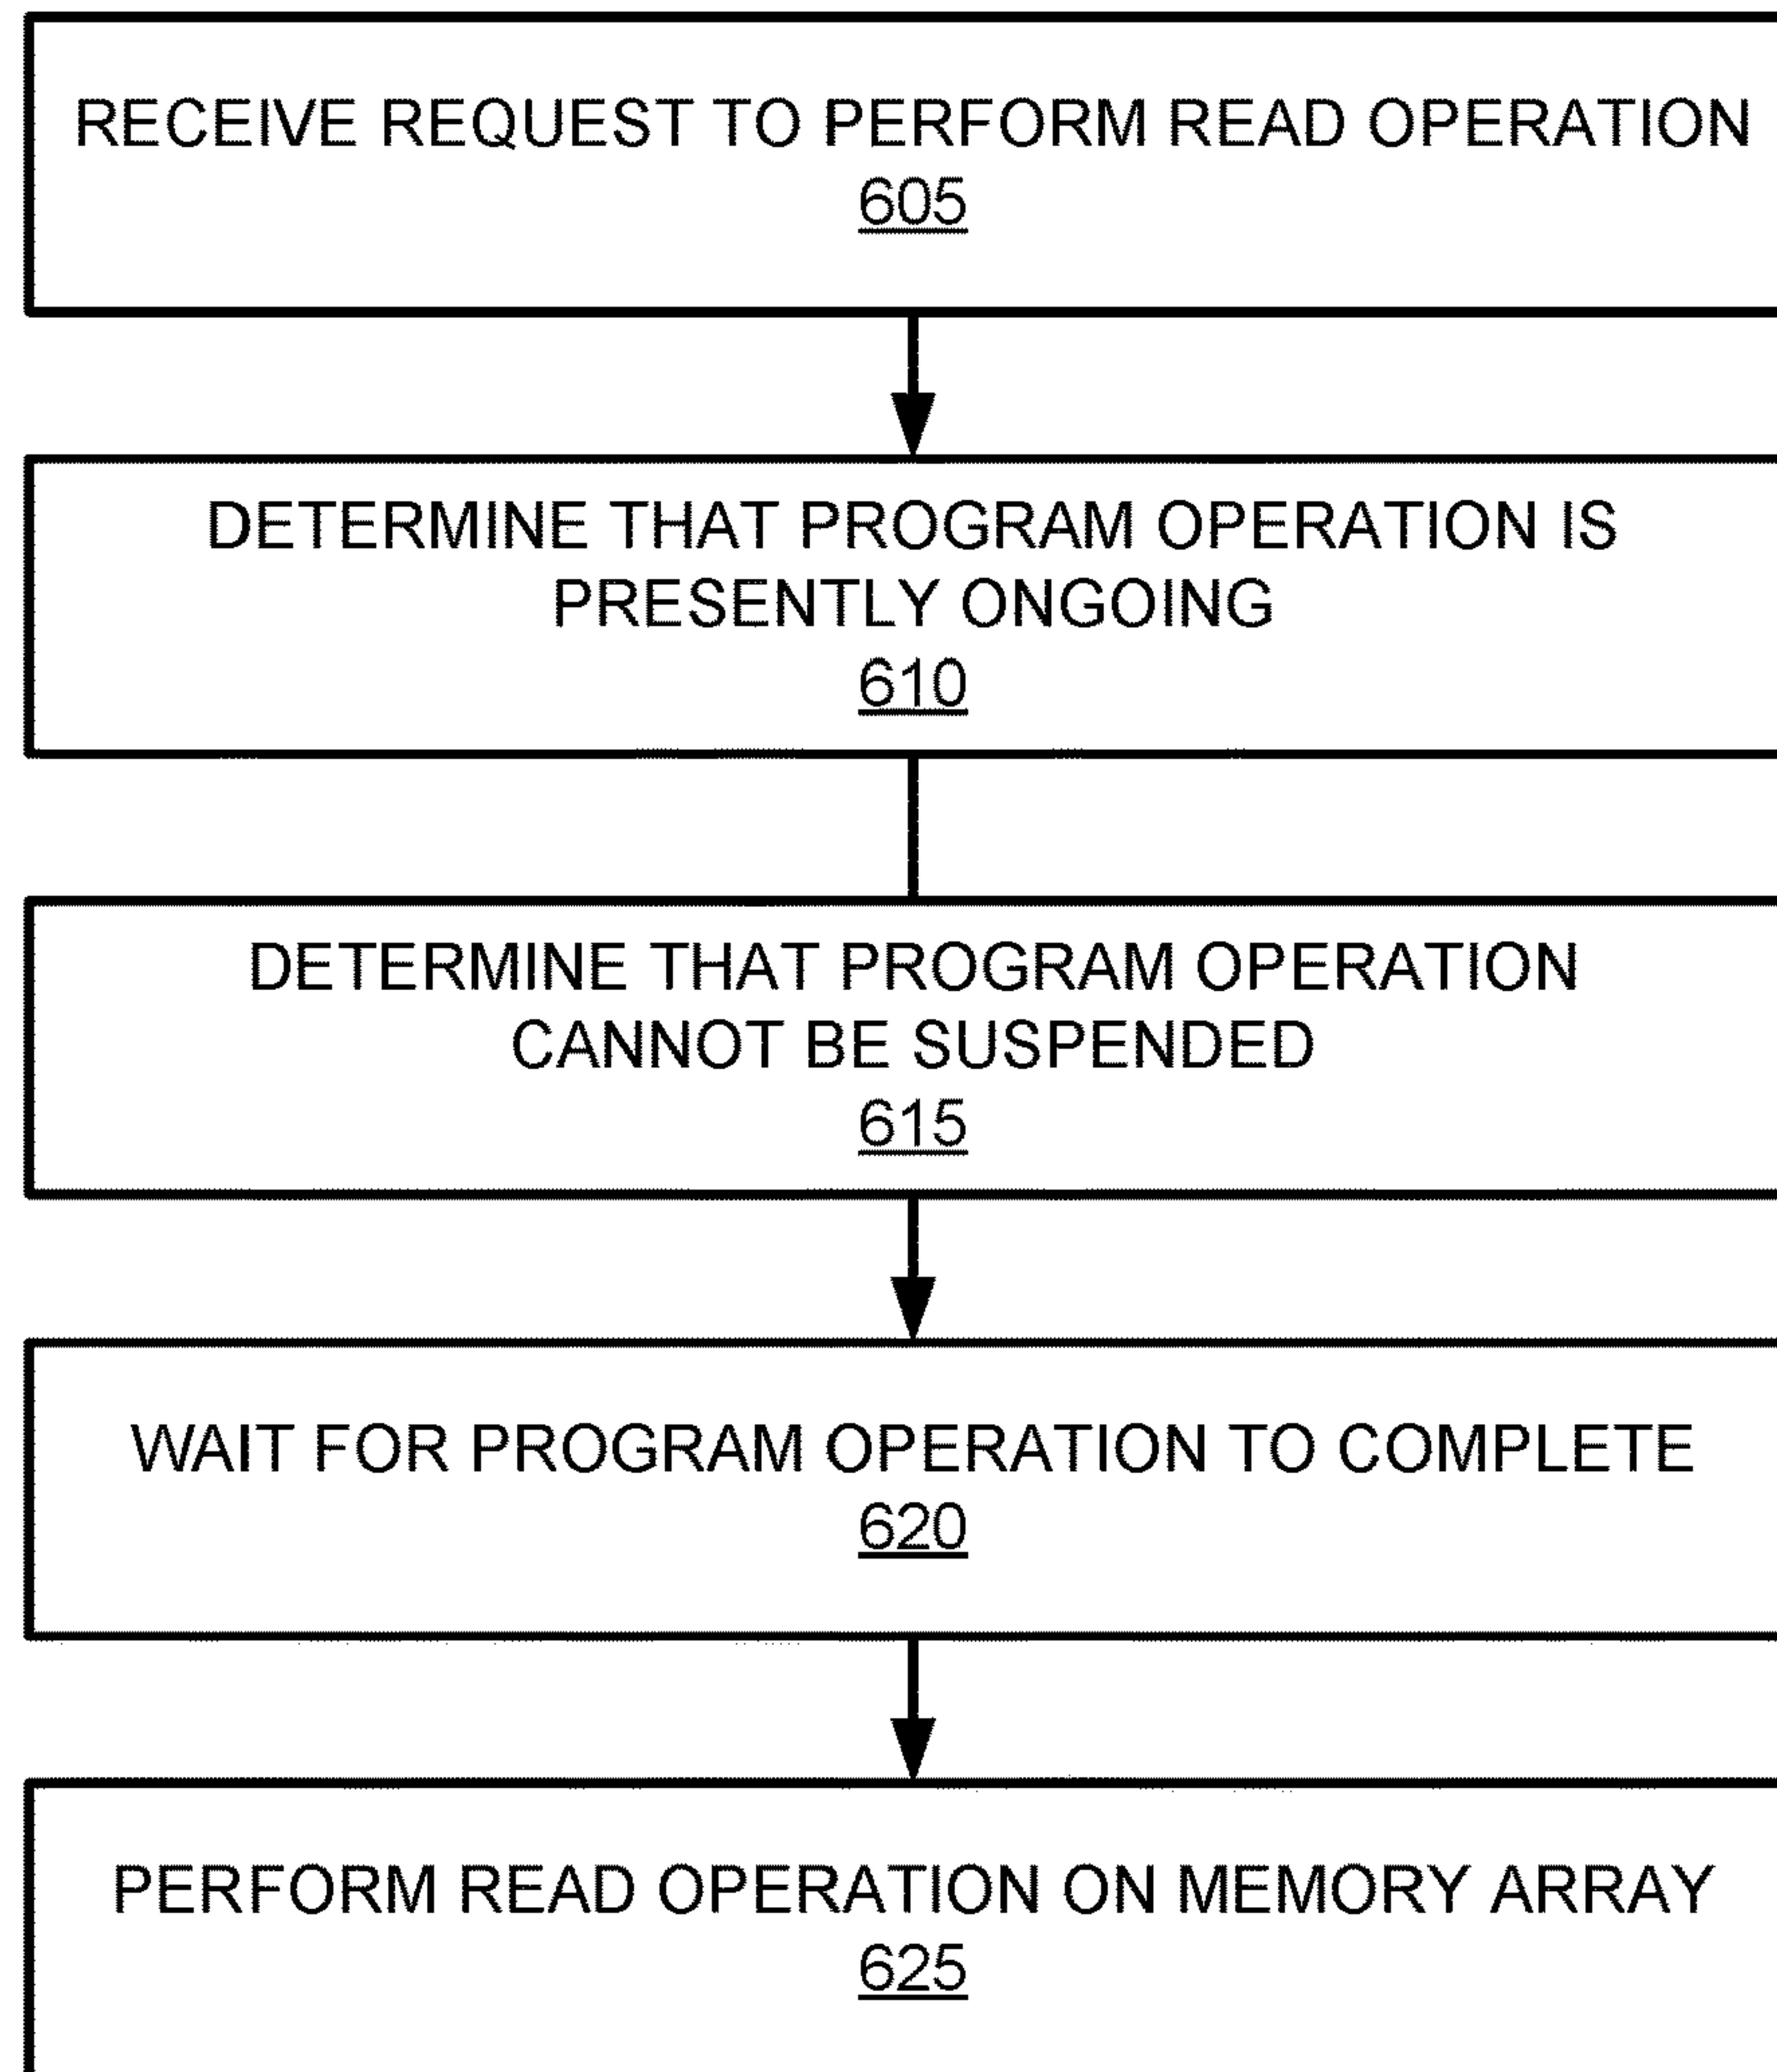 RECEIVE REQUEST TO PERFORM READ OPERATION
605
DETERMINE THAT PROGRAM OPERATION IS
PRESENTLY ONGOING
610
DETERMINE THAT PROGRAM OPERATION
CANNOT BE SUSPENDED
615
WAIT FOR PROGRAM OPERATION TO COMPLETE
620
PERFORM READ OPERATION ON MEMORY ARRAY
625